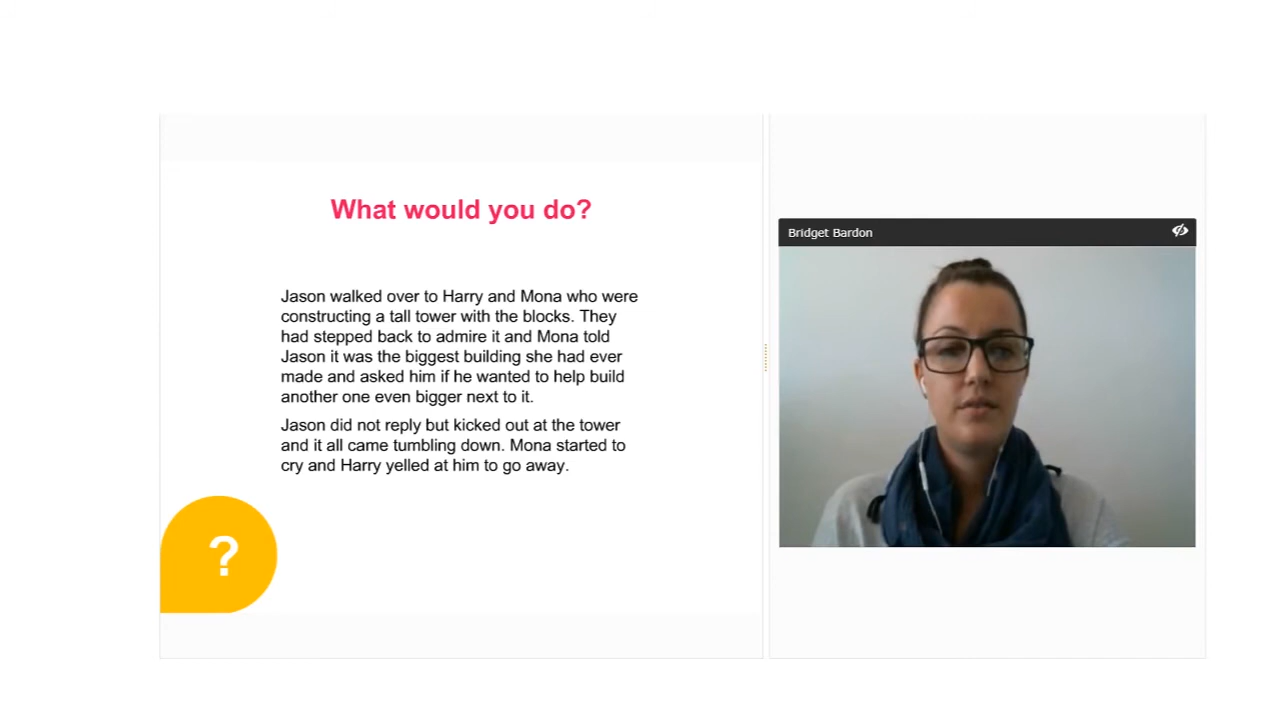 What would you do?
Jason walked over to Harry and Mona who were
constructing a tall tower with the blocks. They
had stepped back to admire it and Mona told
Jason it was the biggest building she had ever
made and asked him if he wanted to help build
another one even bigger next to it.
Jason did not reply but kicked out at the tower
and it all came tumbling down. Mona started to
cry and Harry yelled at him to go away.
?
Bridget Bardon